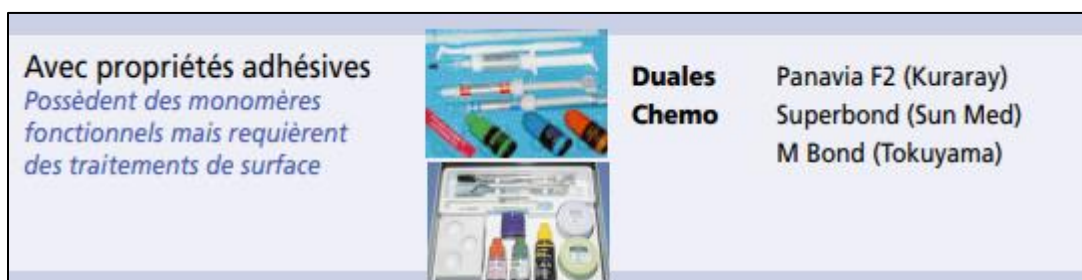 Avec propriétés adhésives
Possèdent des monomères
fonctionnels mais requièrent
des traitements de surface
Duales Panavia F2 (Kuraray)
Chemo Superbond (Sun Med)
M Bond (Tokuyama)